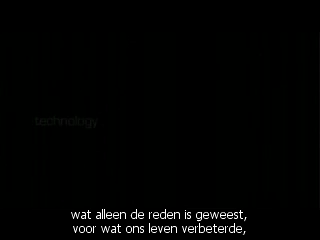 technology
wat alleen de reden is geweest,
voor wat ons leven verbeterde,